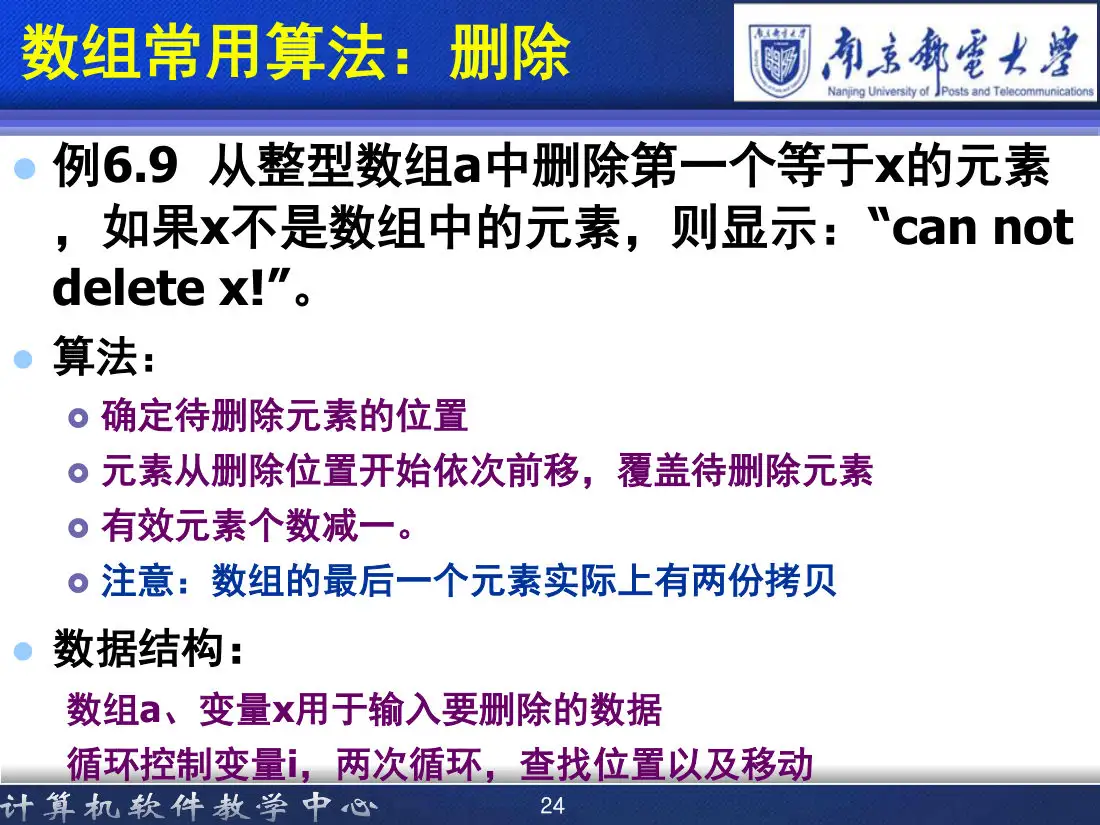 数组常用算法：删除
南京邮电大学
Nanjing University of Posts and Telecommunications
例6.9 从整型数组a中删除第一个等于x的元素
，如果x不是数组中的元素，则显示：“can not
delete x!”。
算法：
确定待删除元素的位置
元素从删除位置开始依次前移，覆盖待删除元素
有效元素个数减一。
注意：数组的最后一个元素实际上有两份拷贝
数据结构：
数组a、变量x用于输入要删除的数据
循环控制变量i，两次循环，查找位置以及移动
计算机软件教学中心
24